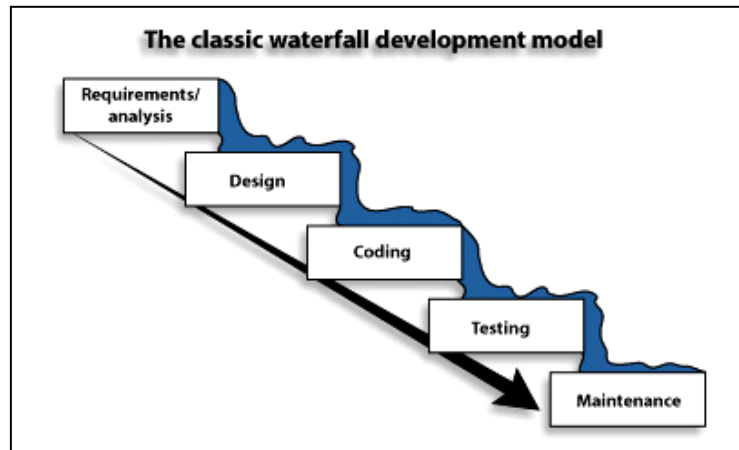 The classic waterfall development model
Requirements/
analysis
Design
Coding
Testing
Maintenance